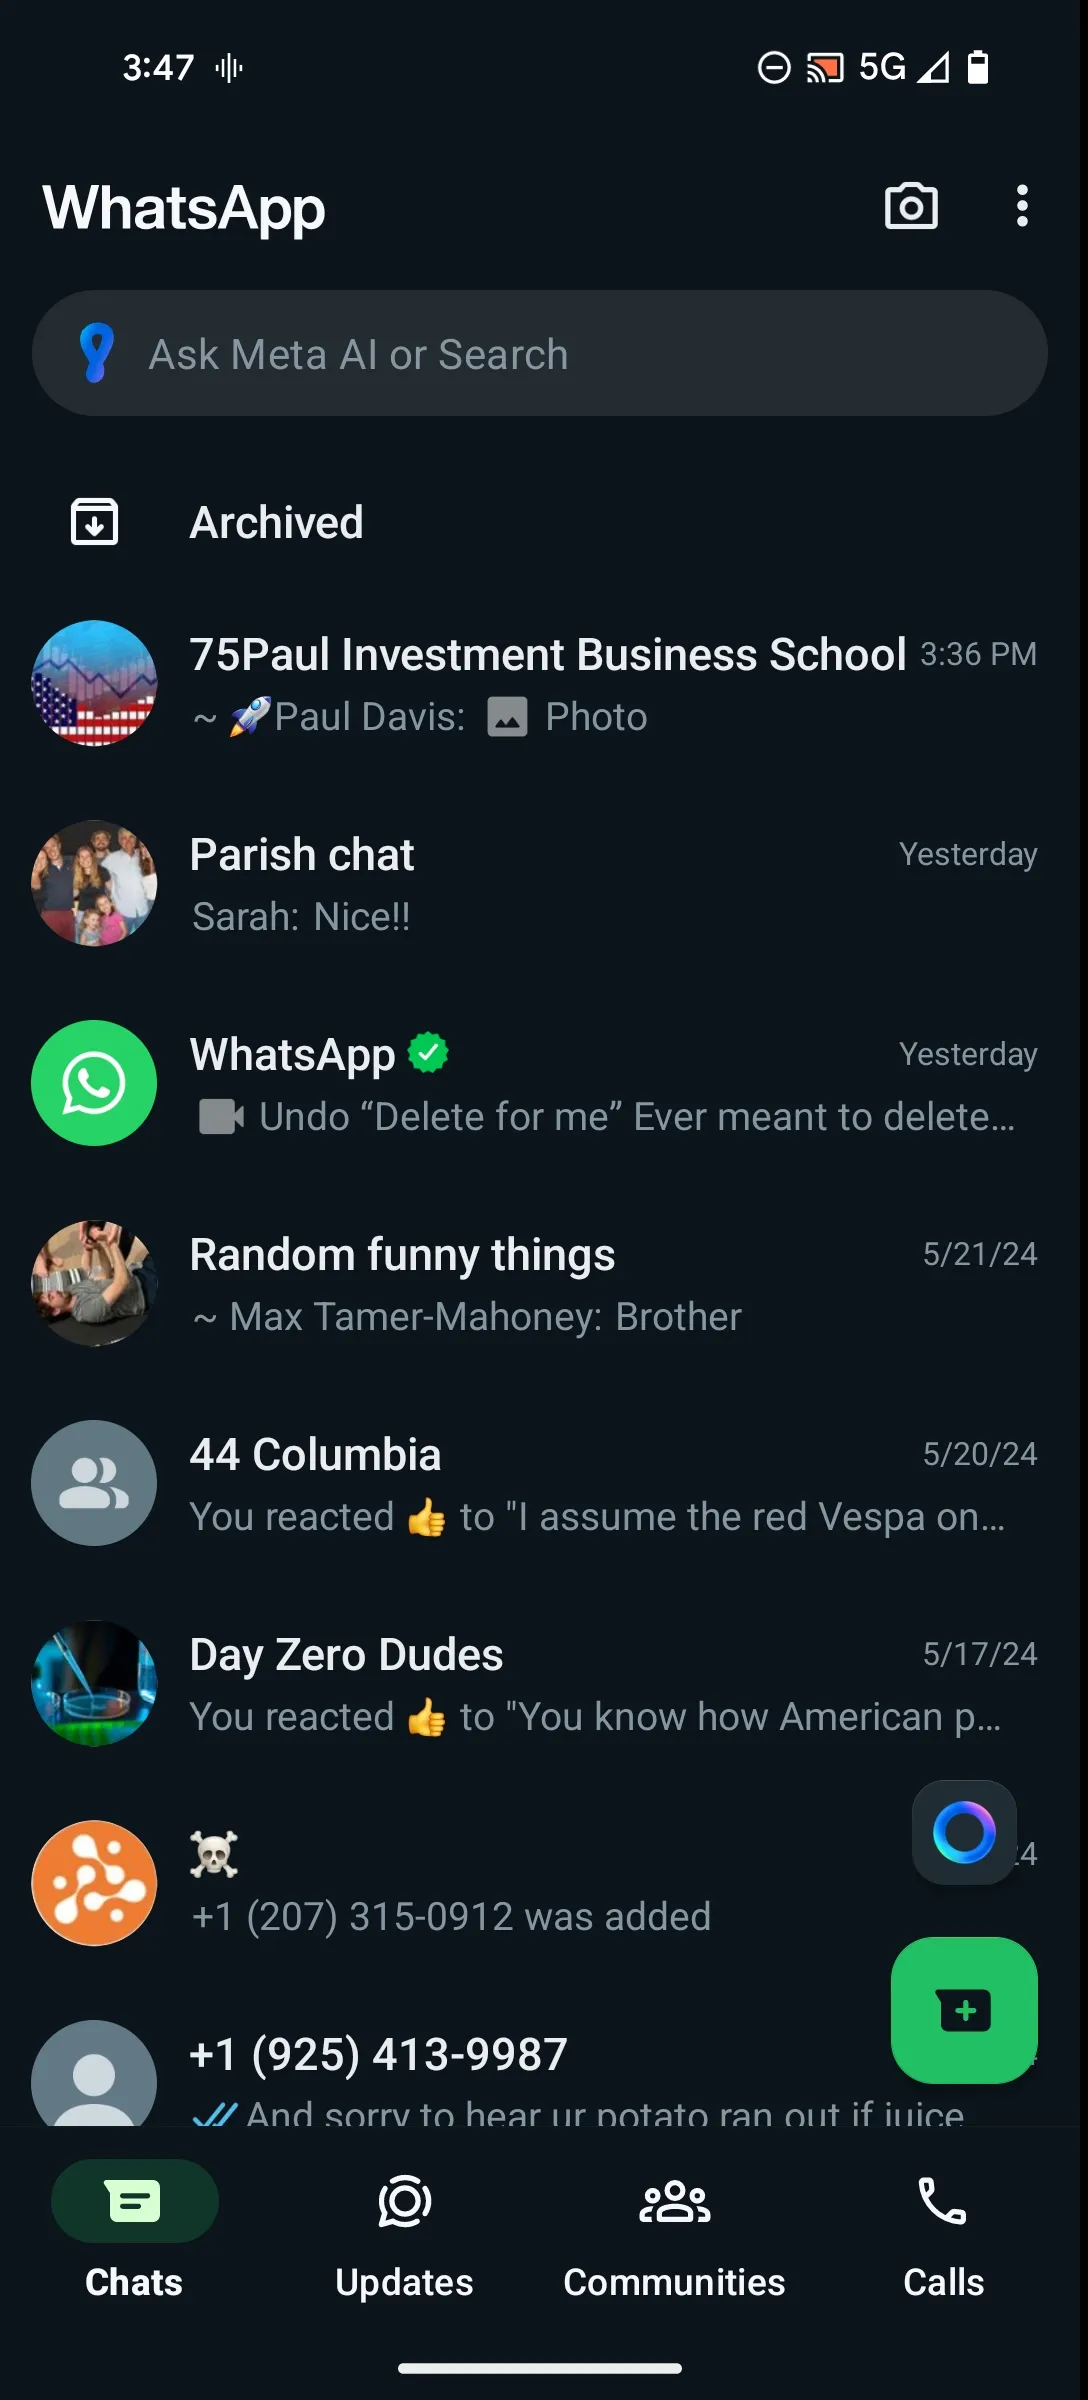 3:47 5G
WhatsApp
Ask Meta AI or Search
Archived
75Paul Investment Business School 3:36 PM
~ 🚀Paul Davis: Photo
Parish chat Yesterday
Sarah: Nice!!
WhatsApp Yesterday
Undo “Delete for me” Ever meant to delete…
Random funny things 5/21/24
~ Max Tamer-Mahoney: Brother
44 Columbia 5/20/24
You reacted 👍 to "I assume the red Vespa on…
Day Zero Dudes 5/17/24
You reacted 👍 to "You know how American p…
☠️ 24
+1 (207) 315-0912 was added
+1 (925) 413-9987
And sorry to hear ur potato ran out if juice
Chats Updates Communities Calls